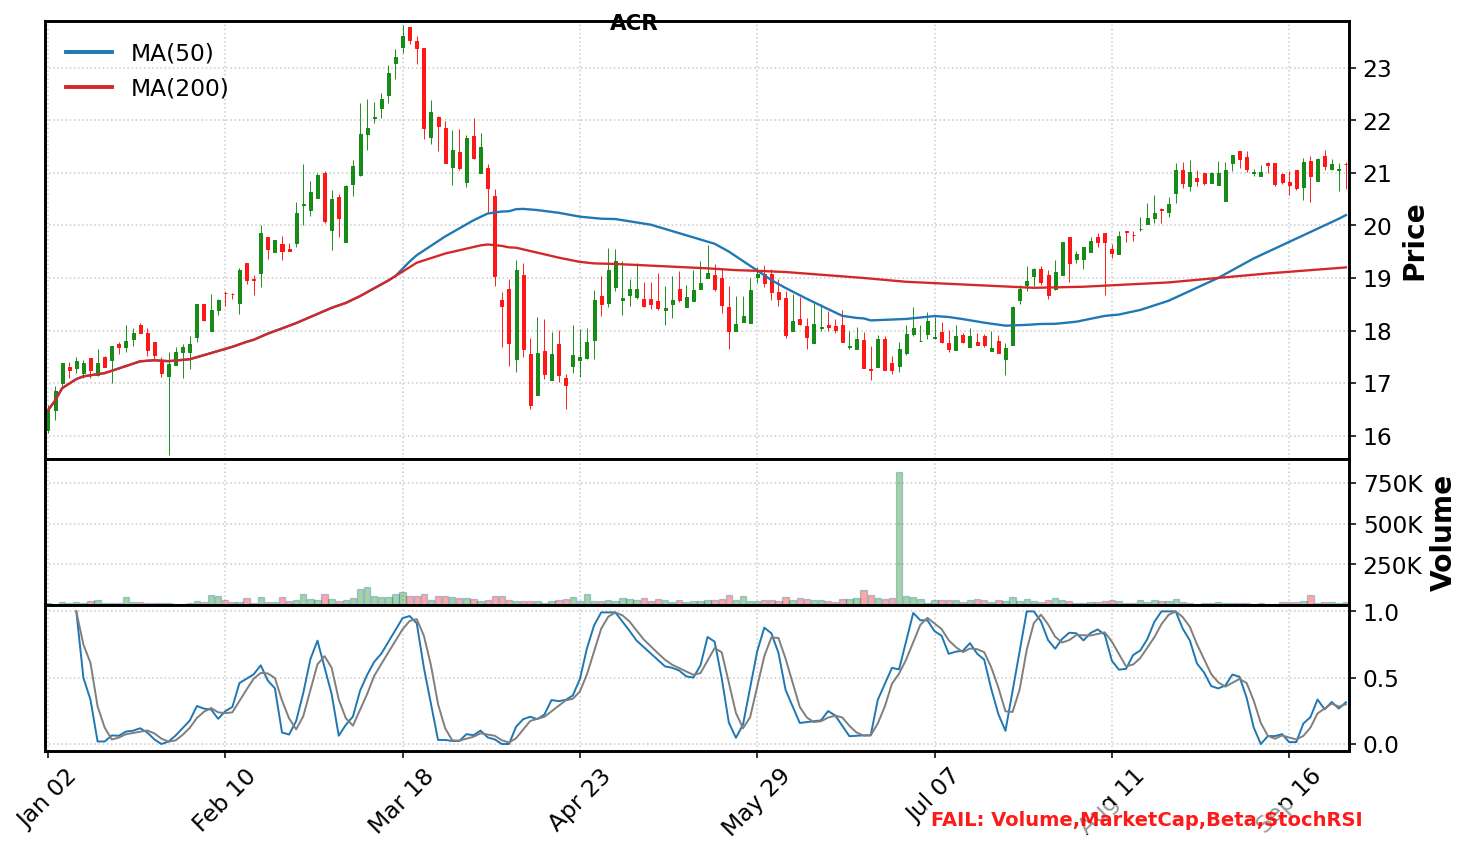 ACR
MA(50)
MA(200)
23
22
21
20
19
18
17
16
Price
750K
500K
250K
Volume
1.0
0.5
0.0
Jan 02
Feb 10
Mar 18
Apr 23
May 29
Jul 07
Aug 11
Sep 16
FAIL: Volume,MarketCap,Beta,StochRSI